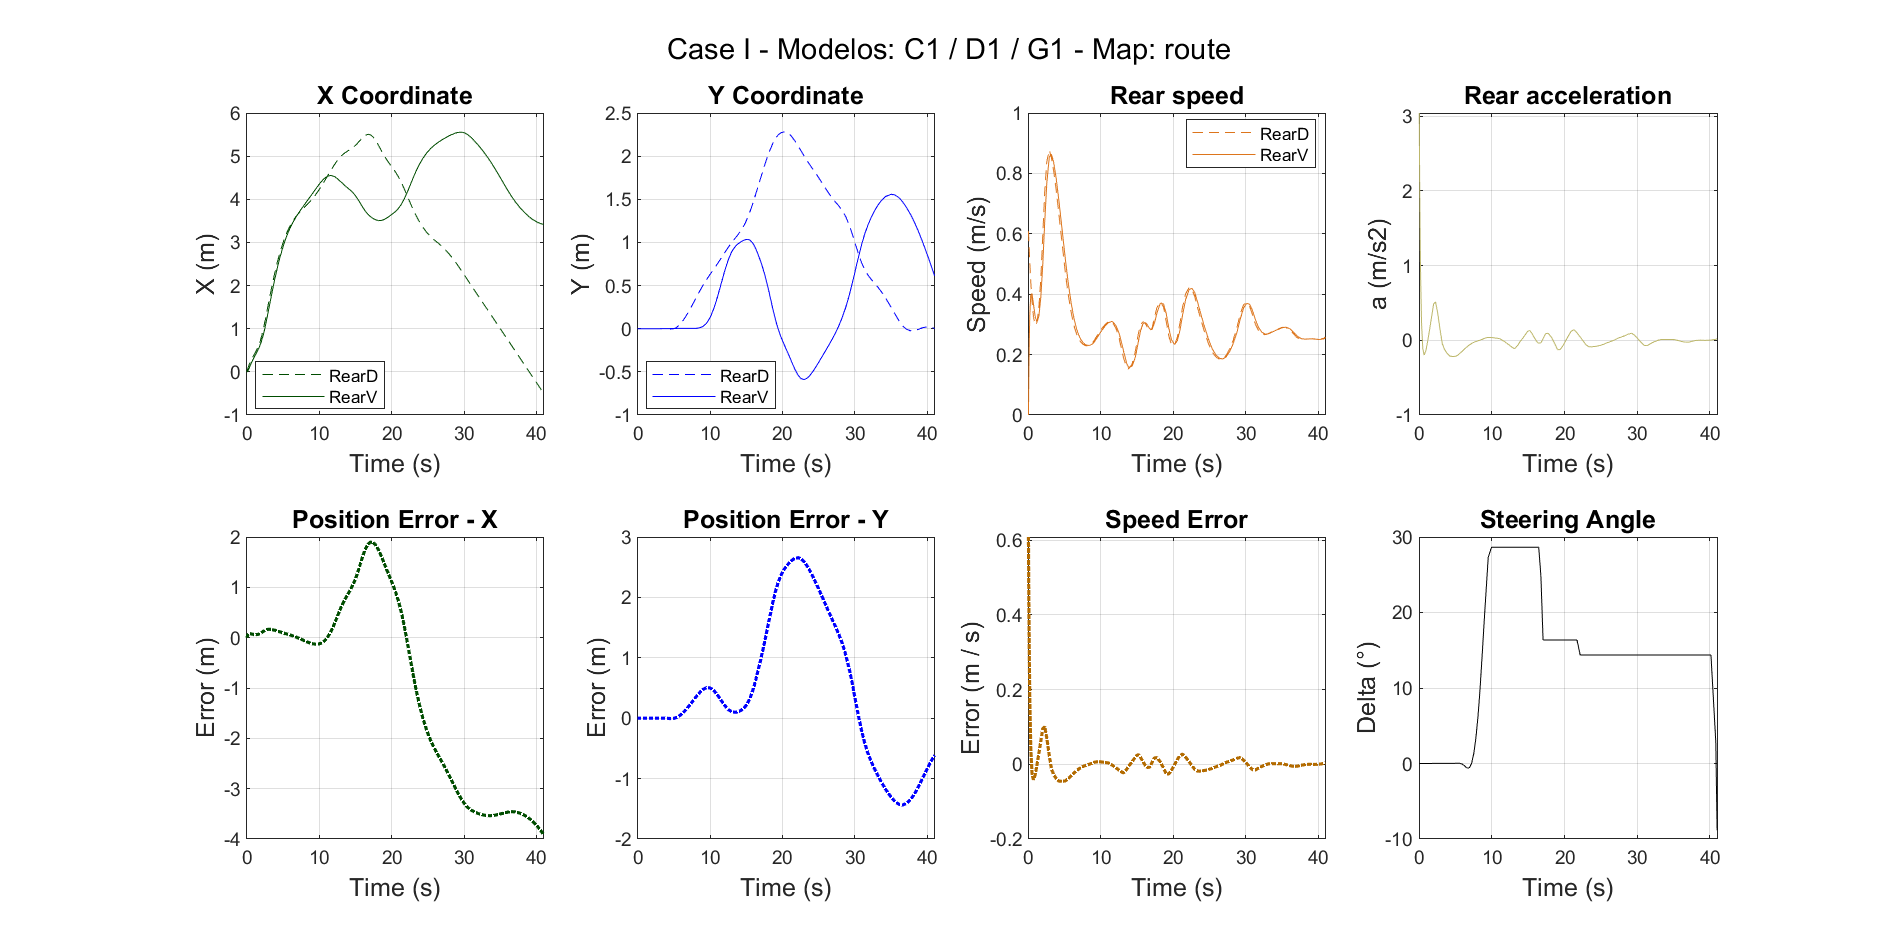 Case I - Modelos: C1 / D1 / G1 - Map: route
X Coordinate
6
5
4
3
2
1
0
-1
X (m)
RearD
RearV
0 10 20 30 40
Time (s)
Y Coordinate
2.5
2
1.5
1
0.5
0
-0.5
-1
Y (m)
RearD
RearV
0 10 20 30 40
Time (s)
Rear speed
1
0.8
0.6
0.4
0.2
0
Speed (m/s)
RearD
RearV
0 10 20 30 40
Time (s)
Rear acceleration
3
2
1
0
-1
a (m/s2)
0 10 20 30 40
Time (s)
Position Error - X
2
1
0
-1
-2
-3
-4
Error (m)
0 10 20 30 40
Time (s)
Position Error - Y
3
2
1
0
-1
-2
Error (m)
0 10 20 30 40
Time (s)
Speed Error
0.6
0.4
0.2
0
-0.2
Error (m / s)
0 10 20 30 40
Time (s)
Steering Angle
30
20
10
0
-10
Delta (°)
0 10 20 30 40
Time (s)